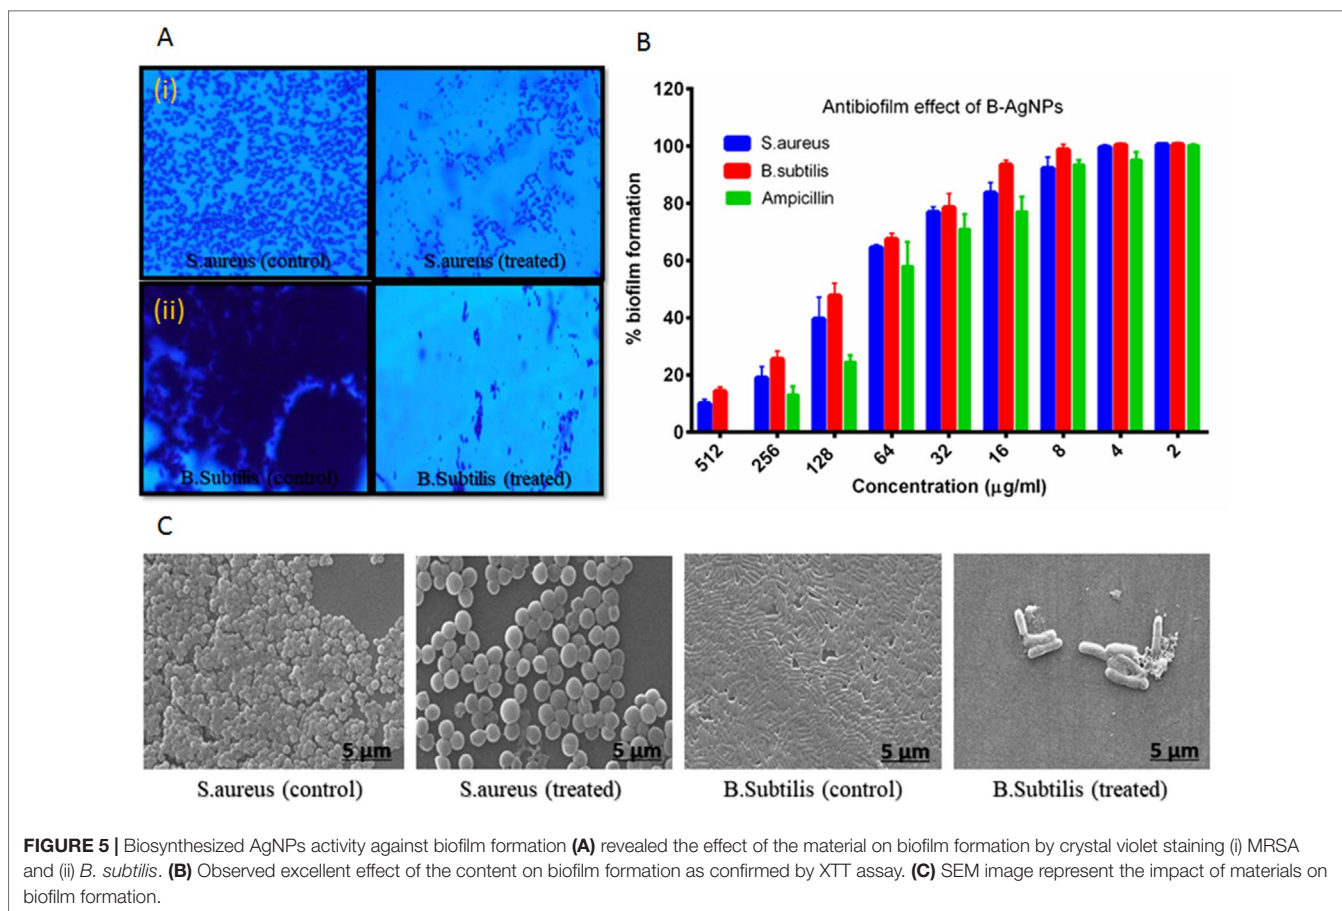 A
(i)
S.aureus (control)
S.aureus (treated)
(ii)
B.Subtilis (control)
B.Subtilis (treated)
B
Antibiofilm effect of B-AgNPs
S.aureus
B.subtilis
Ampicillin
% biofilm formation
120
100
80
60
40
20
0
512 256 128 64 32 16 8 4 2
Concentration (μg/ml)
C
5 μm
5 μm
5 μm
5 μm
S.aureus (control)
S.aureus (treated)
B.Subtilis (control)
B.Subtilis (treated)
FIGURE 5 | Biosynthesized AgNPs activity against biofilm formation (A) revealed the effect of the material on biofilm formation by crystal violet staining (i) MRSA
and (ii) B. subtilis. (B) Observed excellent effect of the content on biofilm formation as confirmed by XTT assay. (C) SEM image represent the impact of materials on
biofilm formation.